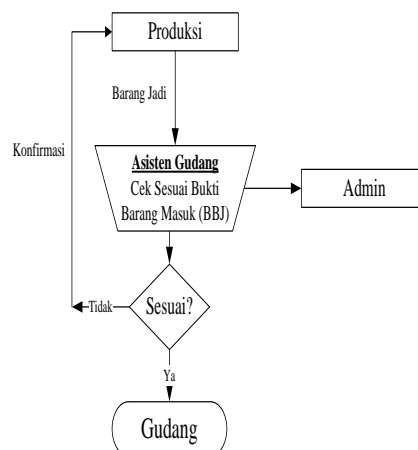 Produksi
Barang Jadi
Konfirmasi
Asisten Gudang
Cek Sesuai Bukti
Barang Masuk (BBJ)
Admin
Tidak
Sesuai?
Ya
Gudang